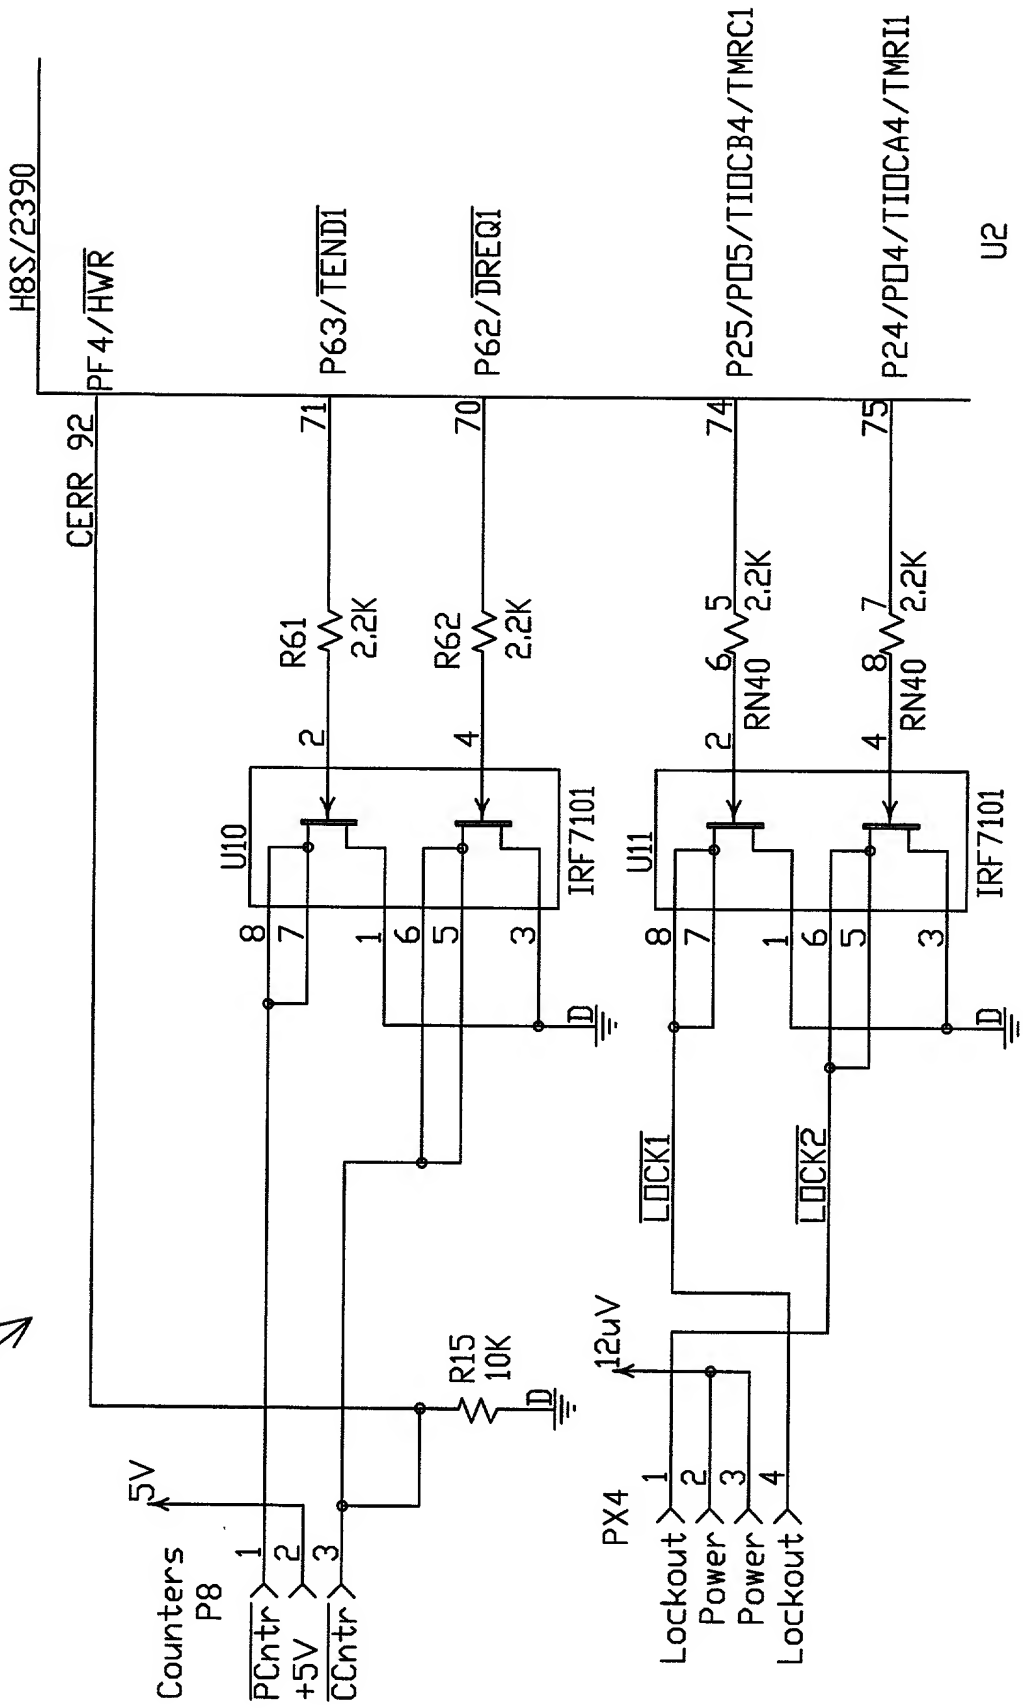 H8S/2390
CERR 92
PF4/HWR
R61
2.2K
71
P63/TEND1
R62
2.2K
70
P62/DREQ1
U10
8
7
1
6
5
3
2
4
IRF7101
D
5V
Counters
P8
PCntr
1
+5V
2
CCntr
3
R15
10K
D
12uV
PX4
Lockout
1
Power
2
Power
3
Lockout
4
LOCK1
LOCK2
U11
8
7
1
6
5
3
2
4
IRF7101
D
6
5
RN40
2.2K
74
P25/PO5/TIOCB4/TMRC1
8
7
RN40
2.2K
75
P24/PO4/TIOCA4/TMRI1
U2